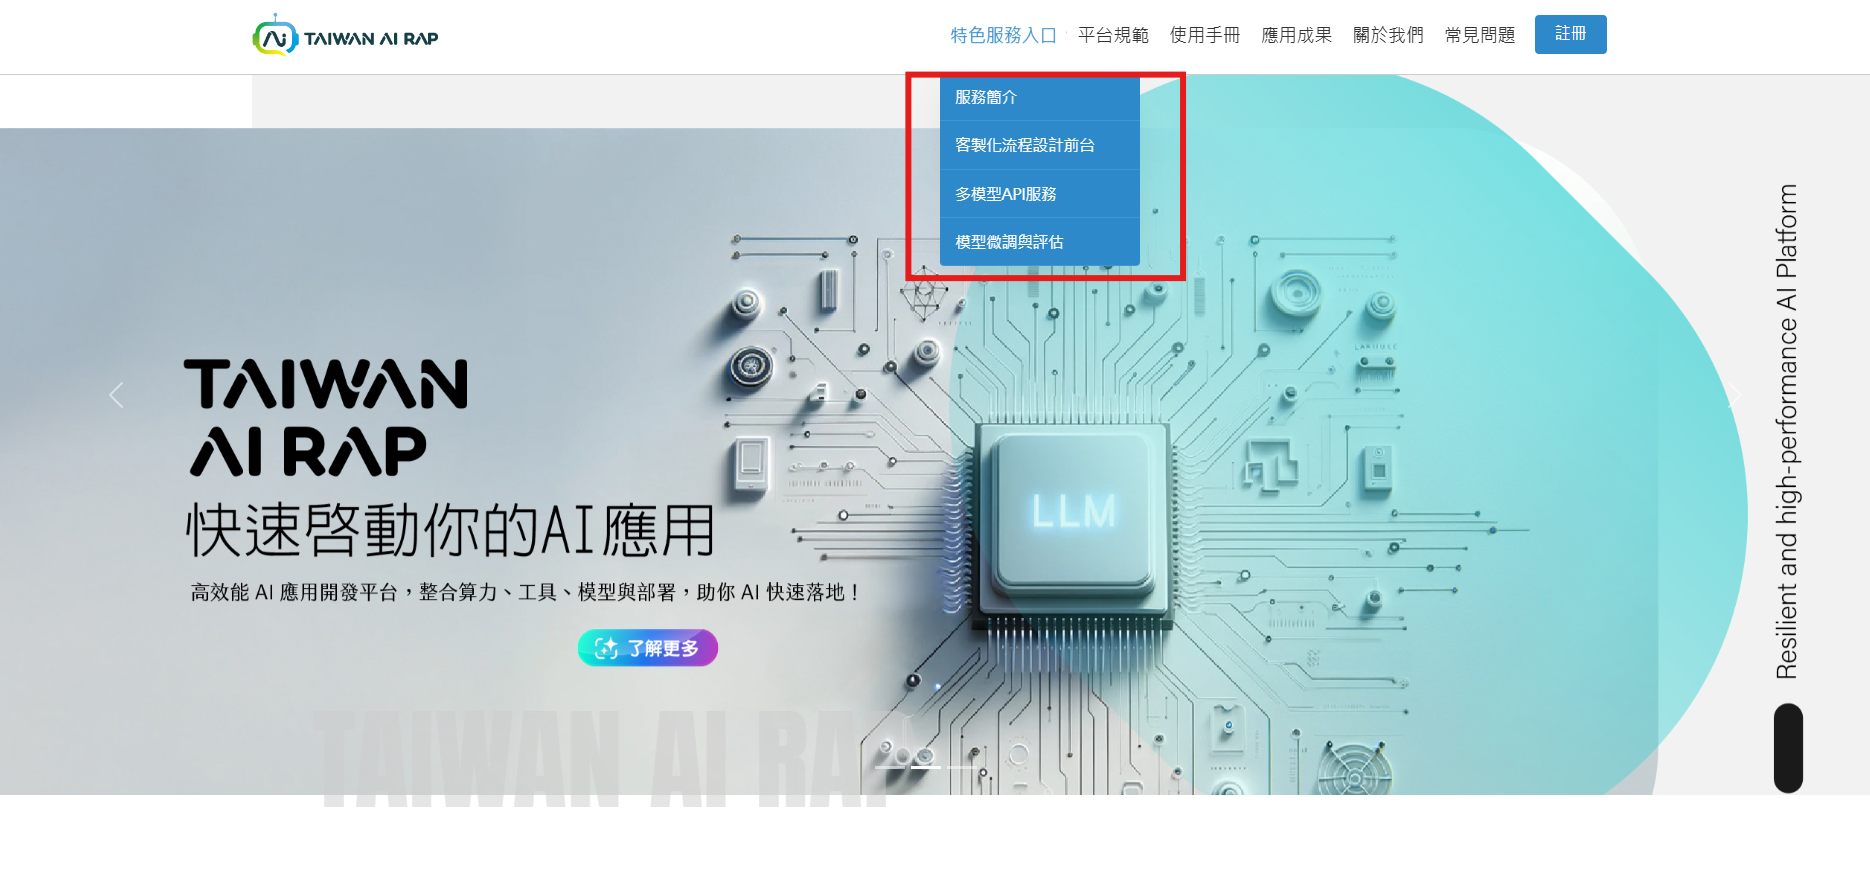 TAIWAN AI RAP
特色服務入口
平台規範
使用手冊
應用成果
關於我們
常見問題
註冊
服務簡介
客製化流程設計前台
多模型API服務
模型微調與評估
TAIWAN
AI RAP
快速啓動你的AI應用
高效能 AI 應用開發平台，整合算力、工具、模型與部署，助你 AI 快速落地！
了解更多
LLM
Resilient and high-performance AI Platform
TAIWAN AI RAP